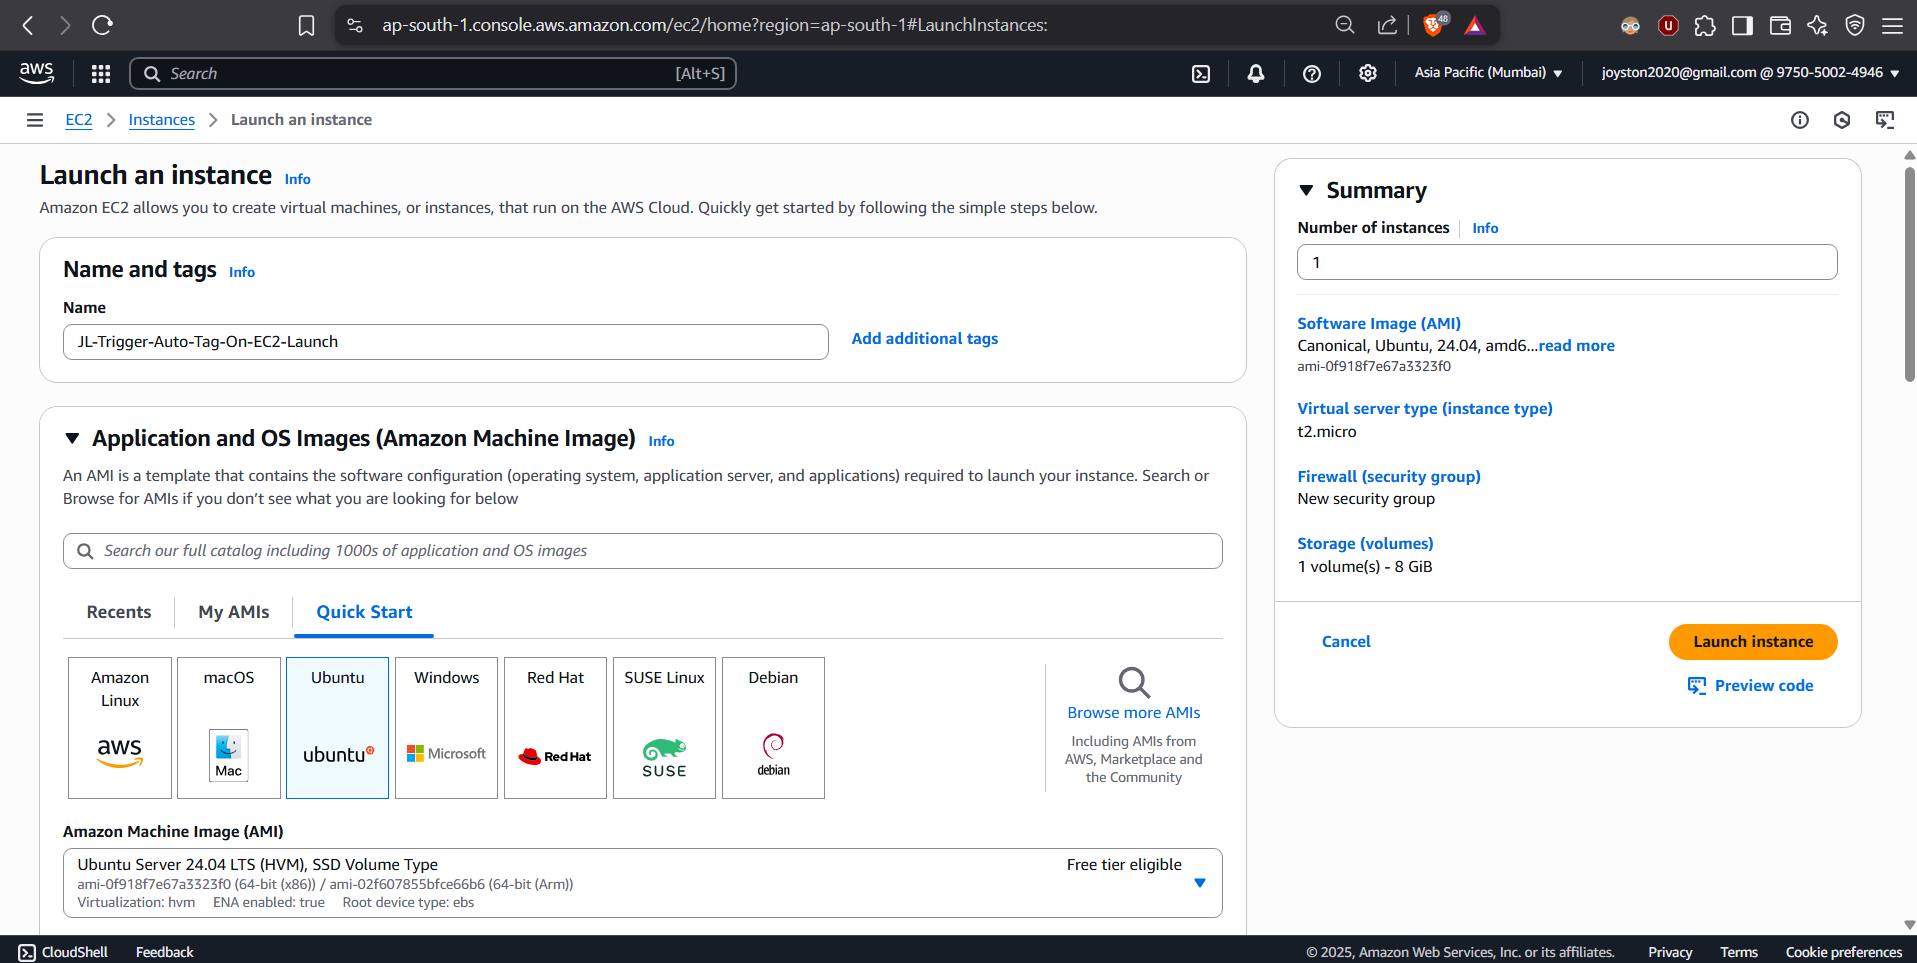 ap-south-1.console.aws.amazon.com/ec2/home?region=ap-south-1#LaunchInstances:
48
U
aws
Search
[Alt+S]
Asia Pacific (Mumbai)
joyston2020@gmail.com @ 9750-5002-4946
EC2
Instances
Launch an instance
Launch an instance
Info
Amazon EC2 allows you to create virtual machines, or instances, that run on the AWS Cloud. Quickly get started by following the simple steps below.
Name and tags
Info
Name
JL-Trigger-Auto-Tag-On-EC2-Launch
Add additional tags
Application and OS Images (Amazon Machine Image)
Info
An AMI is a template that contains the software configuration (operating system, application server, and applications) required to launch your instance. Search or
Browse for AMIs if you don’t see what you are looking for below
Search our full catalog including 1000s of application and OS images
Recents
My AMIs
Quick Start
Amazon
Linux
aws
macOS
Mac
Ubuntu
ubuntu
Windows
Microsoft
Red Hat
Red Hat
SUSE Linux
SUSE
Debian
debian
Browse more AMIs
Including AMIs from
AWS, Marketplace and
the Community
Amazon Machine Image (AMI)
Ubuntu Server 24.04 LTS (HVM), SSD Volume Type
Free tier eligible
ami-0f918f7e67a3323f0 (64-bit (x86)) / ami-02f607855bfce66b6 (64-bit (Arm))
Virtualization: hvm
ENA enabled: true
Root device type: ebs
Summary
Number of instances
Info
1
Software Image (AMI)
Canonical, Ubuntu, 24.04, amd6...read more
ami-0f918f7e67a3323f0
Virtual server type (instance type)
t2.micro
Firewall (security group)
New security group
Storage (volumes)
1 volume(s) - 8 GiB
Cancel
Launch instance
Preview code
CloudShell
Feedback
© 2025, Amazon Web Services, Inc. or its affiliates.
Privacy
Terms
Cookie preferences